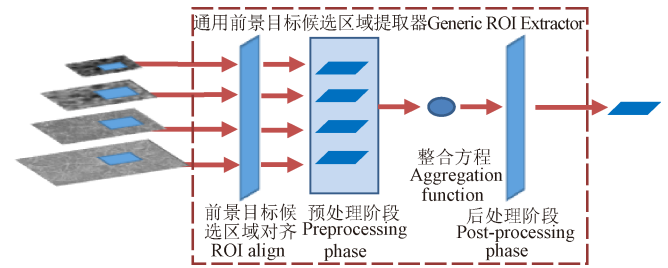 通用前景目标候选区域提取器Generic ROI Extractor
前景目标候
选区域对齐
ROI align
预处理阶段
Preprocessing
phase
整合方程
Aggregation
function
后处理阶段
Post-processing
phase